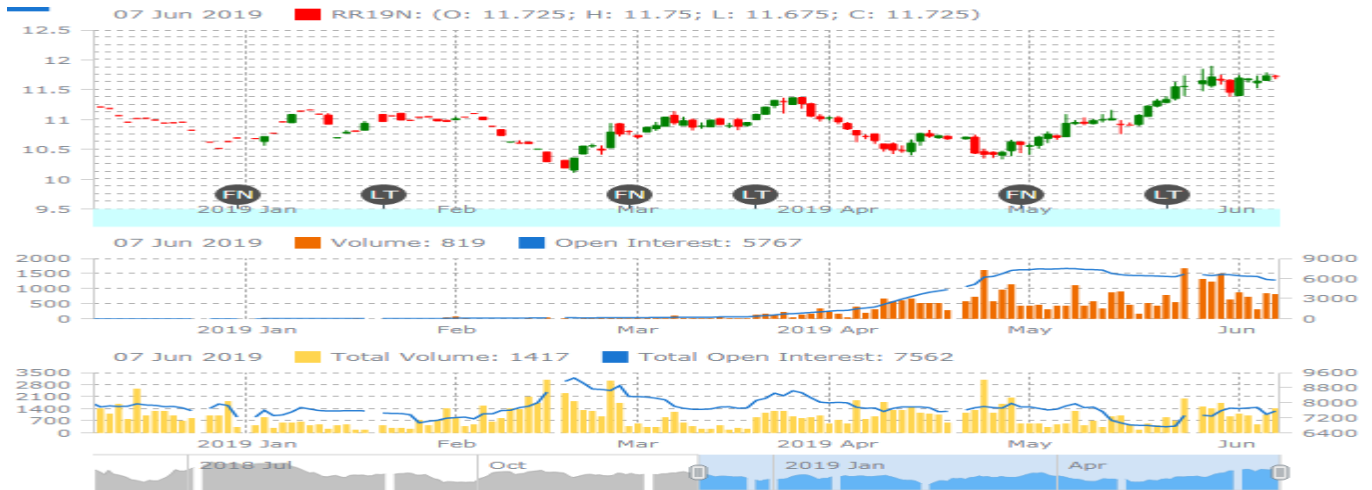 07 Jun 2019 RR19N: (O: 11.725; H: 11.75; L: 11.675; C: 11.725)
12.5
12
11.5
11
10.5
10
FN LT FN LT FN LT
9.5
2019 Jan Feb Mar 2019 Apr May Jun
07 Jun 2019 Volume: 819 Open Interest: 5767
2000 9000
1500 6000
1000
500 3000
0 0
2019 Jan Feb Mar 2019 Apr May Jun
07 Jun 2019 Total Volume: 1417 Total Open Interest: 7562
3500 9600
2800 8800
2100 8000
1400
700 7200
0 6400
2019 Jan Feb Mar 2019 Apr May Jun
2018 Jul Oct 2019 Jan Apr